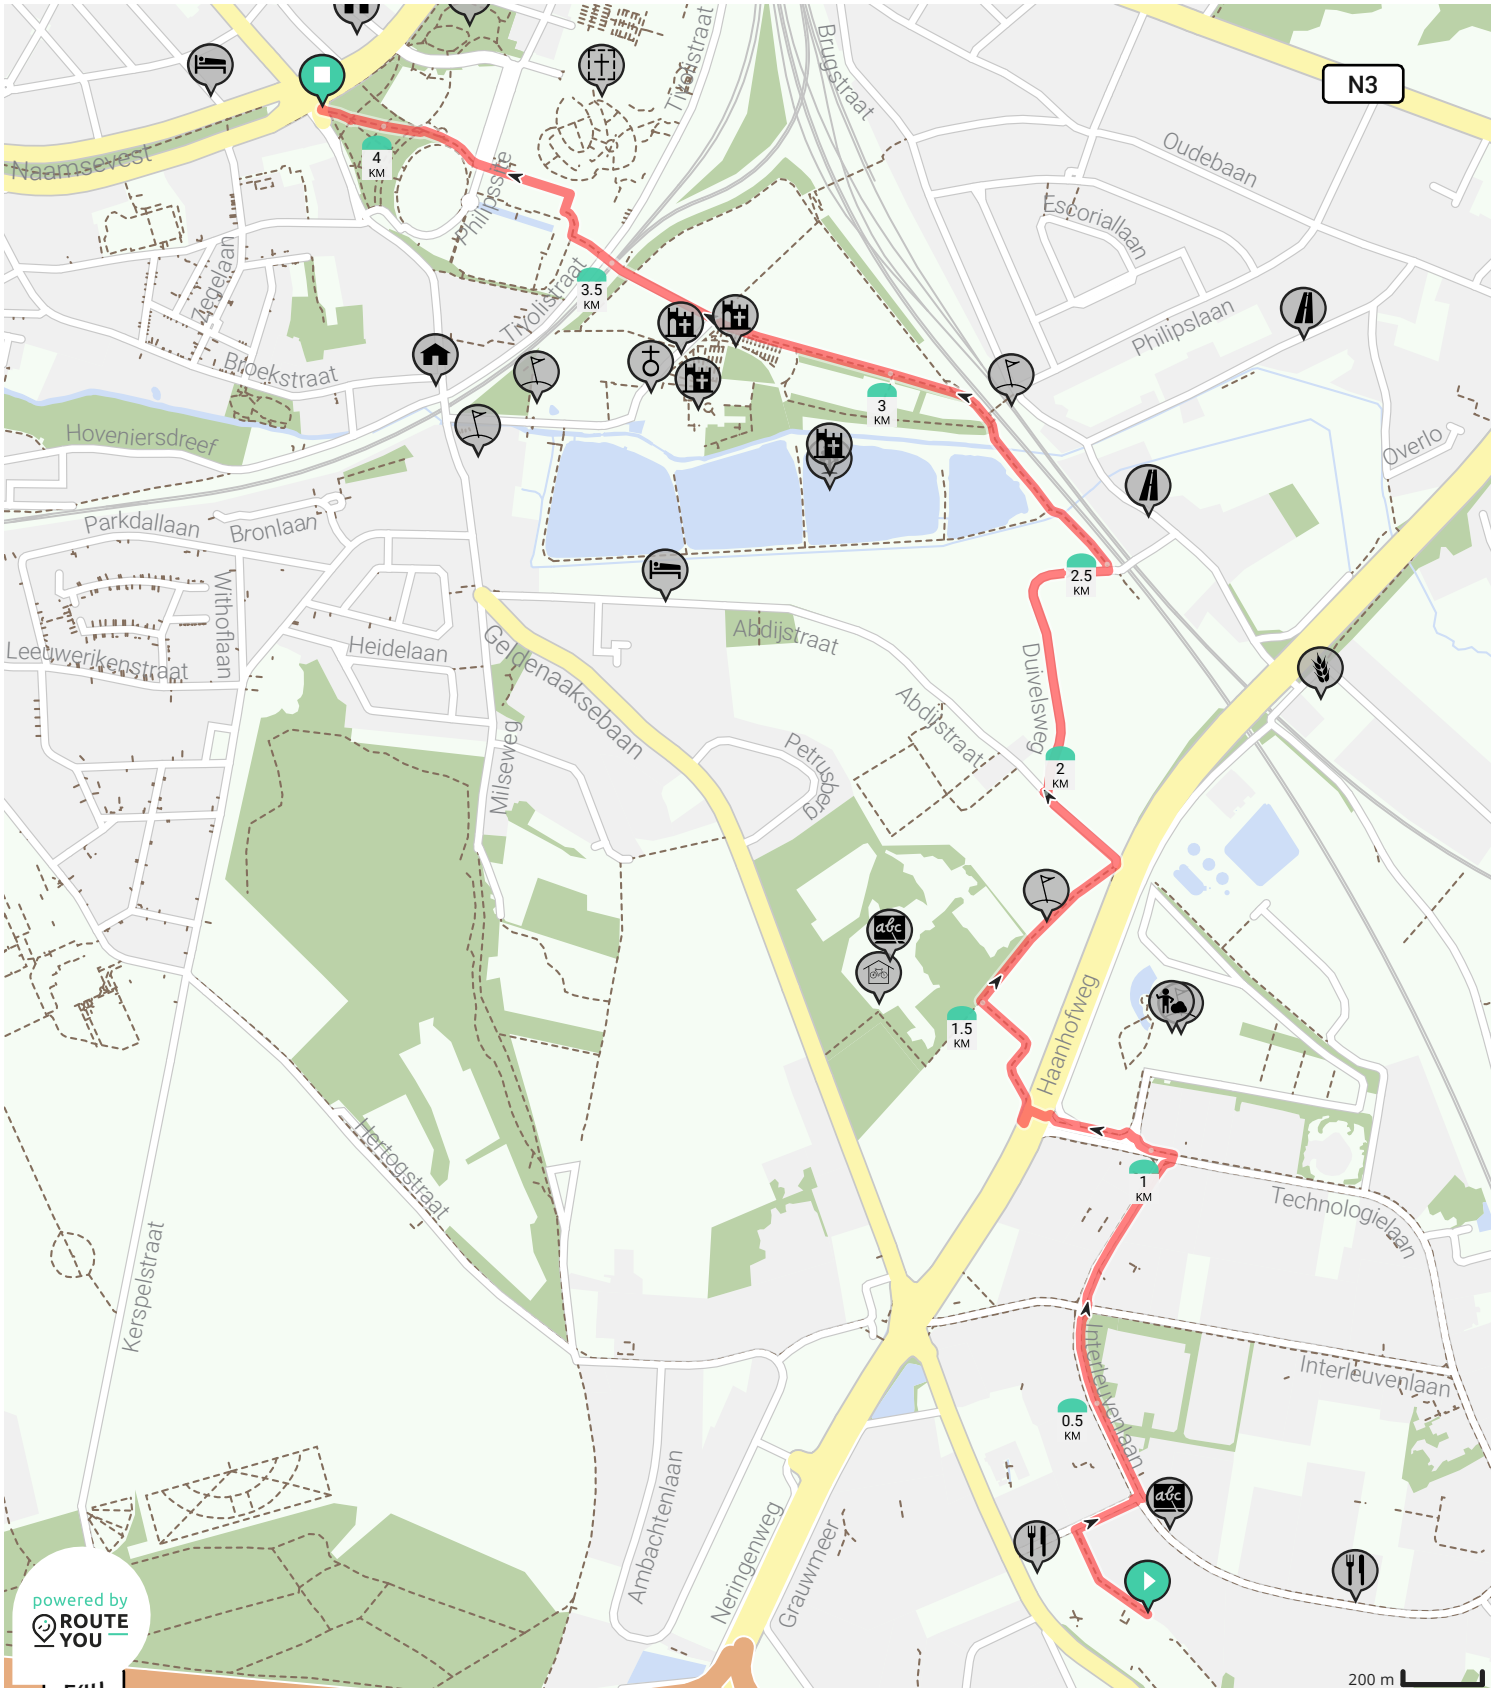 Brugstraat
Tivolistraat
N3
Naamsevest
Oudebaan
Philipssite
Escoriallaan
Zegelaan
Tivolistraat
Philipslaan
4
KM
3.5
KM
3
KM
Broekstraat
Hoveniersdreef
Overlo
Parkdallaan
Bronlaan
Withoflaan
Leeuwerikenstraat
Heidelaan
Geldenaaksebaan
Abdijstraat
2.5
KM
Duivelsweg
Abdijstraat
Milseweg
Petrusberg
2
KM
1.5
KM
Haanhofweg
Hertogstraat
1
KM
Technologielaan
Kerspelstraat
Interleuvenlaan
Interleuvenlaan
0.5
KM
Ambachtenlaan
Neringenweg
Grauwmeer
abc
abc
powered by
ROUTE
YOU
200 m